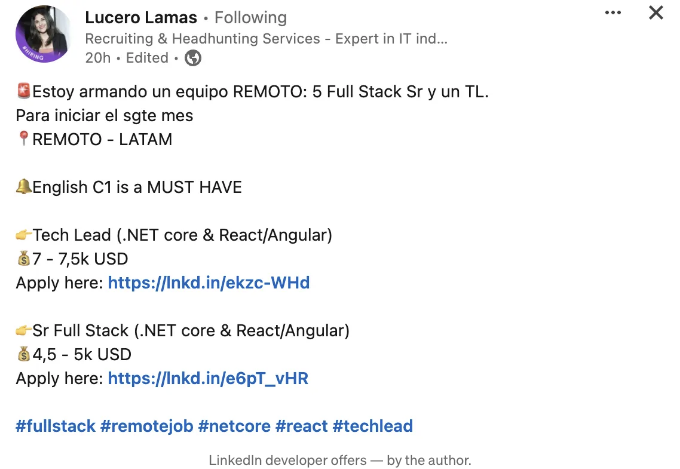 Lucero Lamas • Following
Recruiting & Headhunting Services - Expert in IT ind...
20h • Edited •
#HIRING
🚨Estoy armando un equipo REMOTO: 5 Full Stack Sr y un TL.
Para iniciar el sgte mes
📍REMOTO - LATAM
🔔English C1 is a MUST HAVE
👉Tech Lead (.NET core & React/Angular)
💰7 - 7,5k USD
Apply here: https://lnkd.in/ekzc-WHd
👉Sr Full Stack (.NET core & React/Angular)
💰4,5 - 5k USD
Apply here: https://lnkd.in/e6pT_vHR
#fullstack #remotejob #netcore #react #techlead
LinkedIn developer offers — by the author.